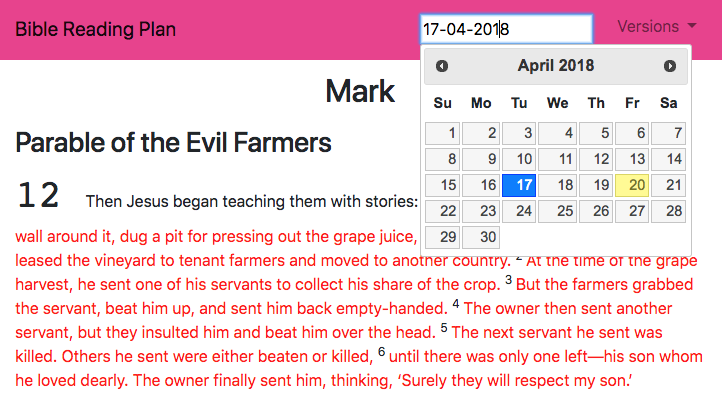 Bible Reading Plan
17-04-2018
Versions
April 2018
Su Mo Tu We Th Fr Sa
1 2 3 4 5 6 7
8 9 10 11 12 13 14
15 16 17 18 19 20 21
22 23 24 25 26 27 28
29 30
Mark
Parable of the Evil Farmers
12 Then Jesus began teaching them with stories:
wall around it, dug a pit for pressing out the grape juice,
leased the vineyard to tenant farmers and moved to another country. 2 At the time of the grape
harvest, he sent one of his servants to collect his share of the crop. 3 But the farmers grabbed
the servant, beat him up, and sent him back empty-handed. 4 The owner then sent another
servant, but they insulted him and beat him over the head. 5 The next servant he sent was
killed. Others he sent were either beaten or killed, 6 until there was only one left—his son whom
he loved dearly. The owner finally sent him, thinking, ‘Surely they will respect my son.’